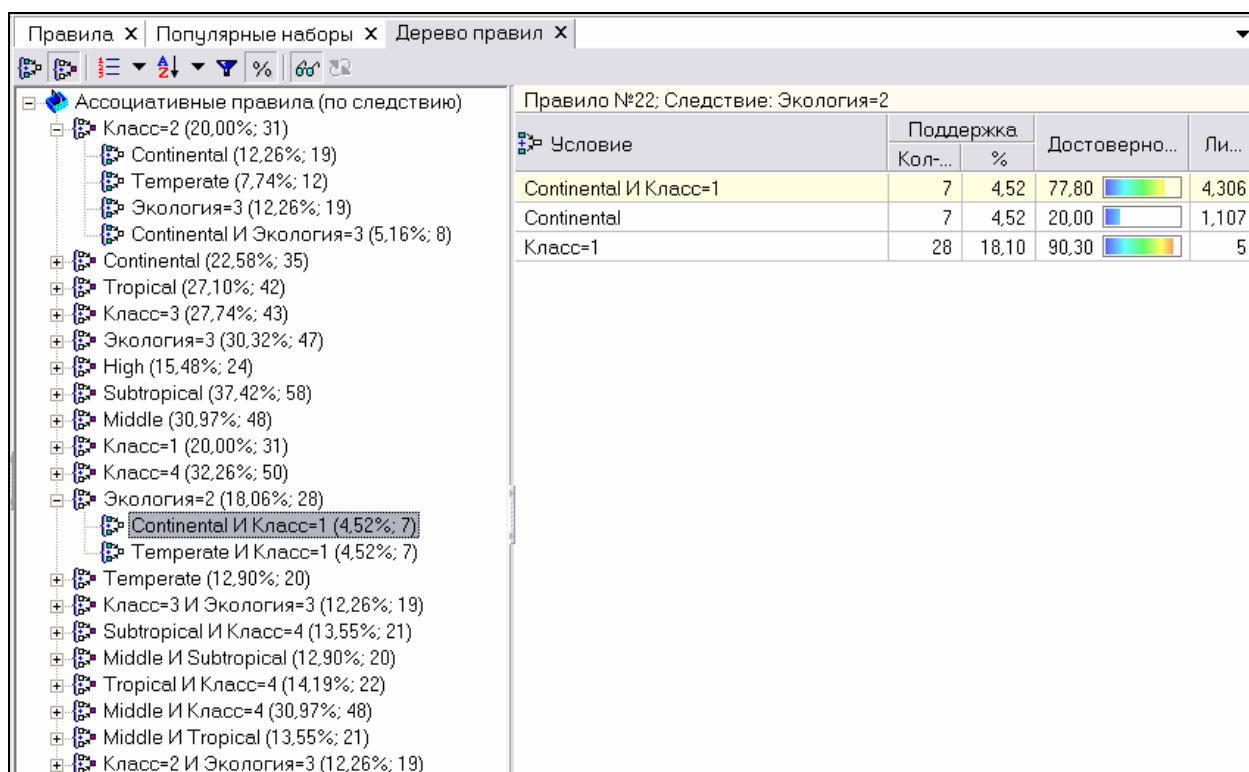 Правила X Популярные наборы X Дерево правил X
%
Ассоциативные правила (по следствию)
Класс=2 (20,00%; 31)
Continental (12,26%; 19)
Temperate (7,74%; 12)
Экология=3 (12,26%; 19)
Continental И Экология=3 (5,16%; 8)
Continental (22,58%; 35)
Tropical (27,10%; 42)
Класс=3 (27,74%; 43)
Экология=3 (30,32%; 47)
High (15,48%; 24)
Subtropical (37,42%; 58)
Middle (30,97%; 48)
Класс=1 (20,00%; 31)
Класс=4 (32,26%; 50)
Экология=2 (18,06%; 28)
Continental И Класс=1 (4,52%; 7)
Temperate И Класс=1 (4,52%; 7)
Temperate (12,90%; 20)
Класс=3 И Экология=3 (12,26%; 19)
Subtropical И Класс=4 (13,55%; 21)
Middle И Subtropical (12,90%; 20)
Tropical И Класс=4 (14,19%; 22)
Middle И Класс=4 (30,97%; 48)
Middle И Tropical (13,55%; 21)
Класс=2 И Экология=3 (12,26%; 19)
Правило №22; Следствие: Экология=2
Условие Поддержка Достоверно... Ли...
Кол-... %
Continental И Класс=1 7 4,52 77,80 4,306
Continental 7 4,52 20,00 1,107
Класс=1 28 18,10 90,30 5